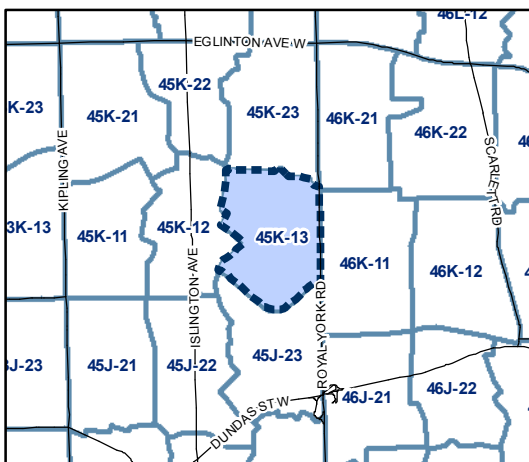 46L-12
EGLINTON AVE W
45K-22
K-23
45K-21
45K-23
46K-21
46K-22
KIPLING AVE
SCARLETT RD
46
3K-13
45K-11
45K-12
45K-13
46K-11
46K-12
4
ISLINGTON AVE
ROYAL YORK RD
J-23
45J-21
45J-22
45J-23
46J-21
46J-22
DUNDAS ST W